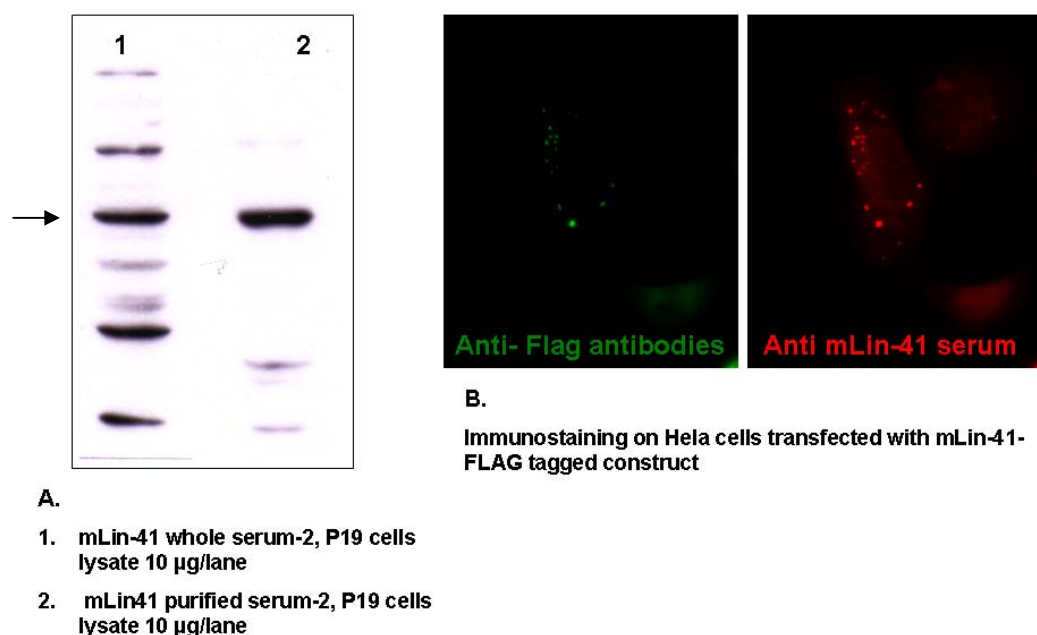 1 2
Anti- Flag antibodies
Anti mLin-41 serum
B.
Immunostaining on Hela cells transfected with mLin-41-
FLAG tagged construct
A.
1. mLin-41 whole serum-2, P19 cells
lysate 10 µg/lane
2. mLin41 purified serum-2, P19 cells
lysate 10 µg/lane